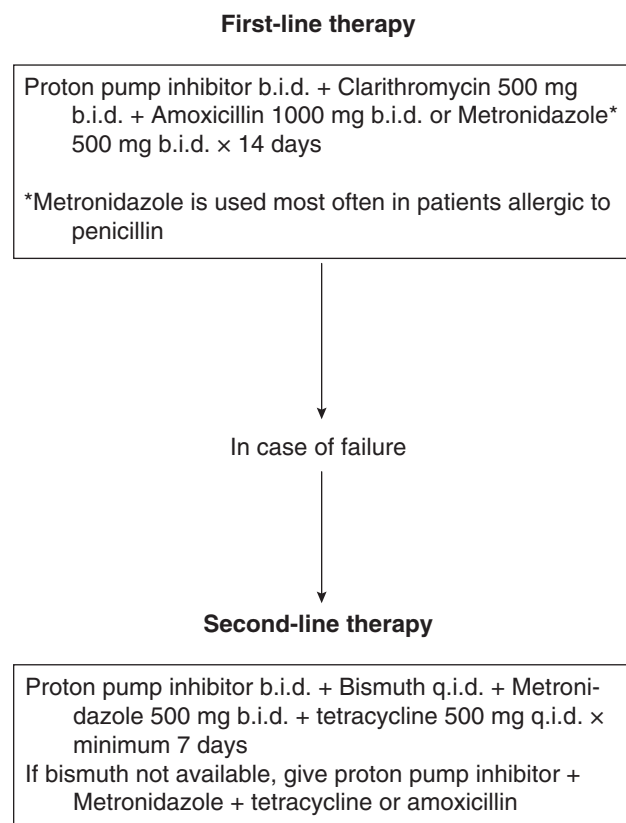 First-line therapy
Proton pump inhibitor b.i.d. + Clarithromycin 500 mg
b.i.d. + Amoxicillin 1000 mg b.i.d. or Metronidazole*
500 mg b.i.d. × 14 days
*Metronidazole is used most often in patients allergic to
penicillin
In case of failure
Second-line therapy
Proton pump inhibitor b.i.d. + Bismuth q.i.d. + Metroni-
dazole 500 mg b.i.d. + tetracycline 500 mg q.i.d. ×
minimum 7 days
If bismuth not available, give proton pump inhibitor +
Metronidazole + tetracycline or amoxicillin